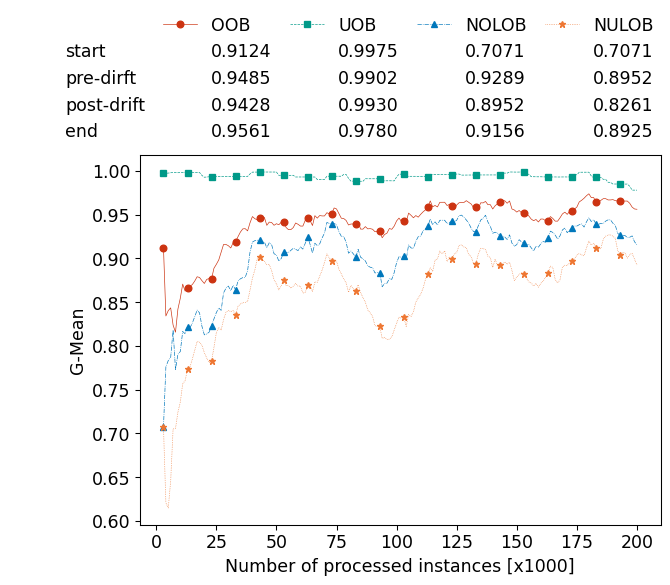 OOB UOB NOLOB NULOB
start 0.9124 0.9975 0.7071 0.7071
pre-dirft 0.9485 0.9902 0.9289 0.8952
post-drift 0.9428 0.9930 0.8952 0.8261
end 0.9561 0.9780 0.9156 0.8925
1.00
0.95
0.90
0.85
0.80
0.75
0.70
0.65
0.60
G-Mean
0 25 50 75 100 125 150 175 200
Number of processed instances [x1000]